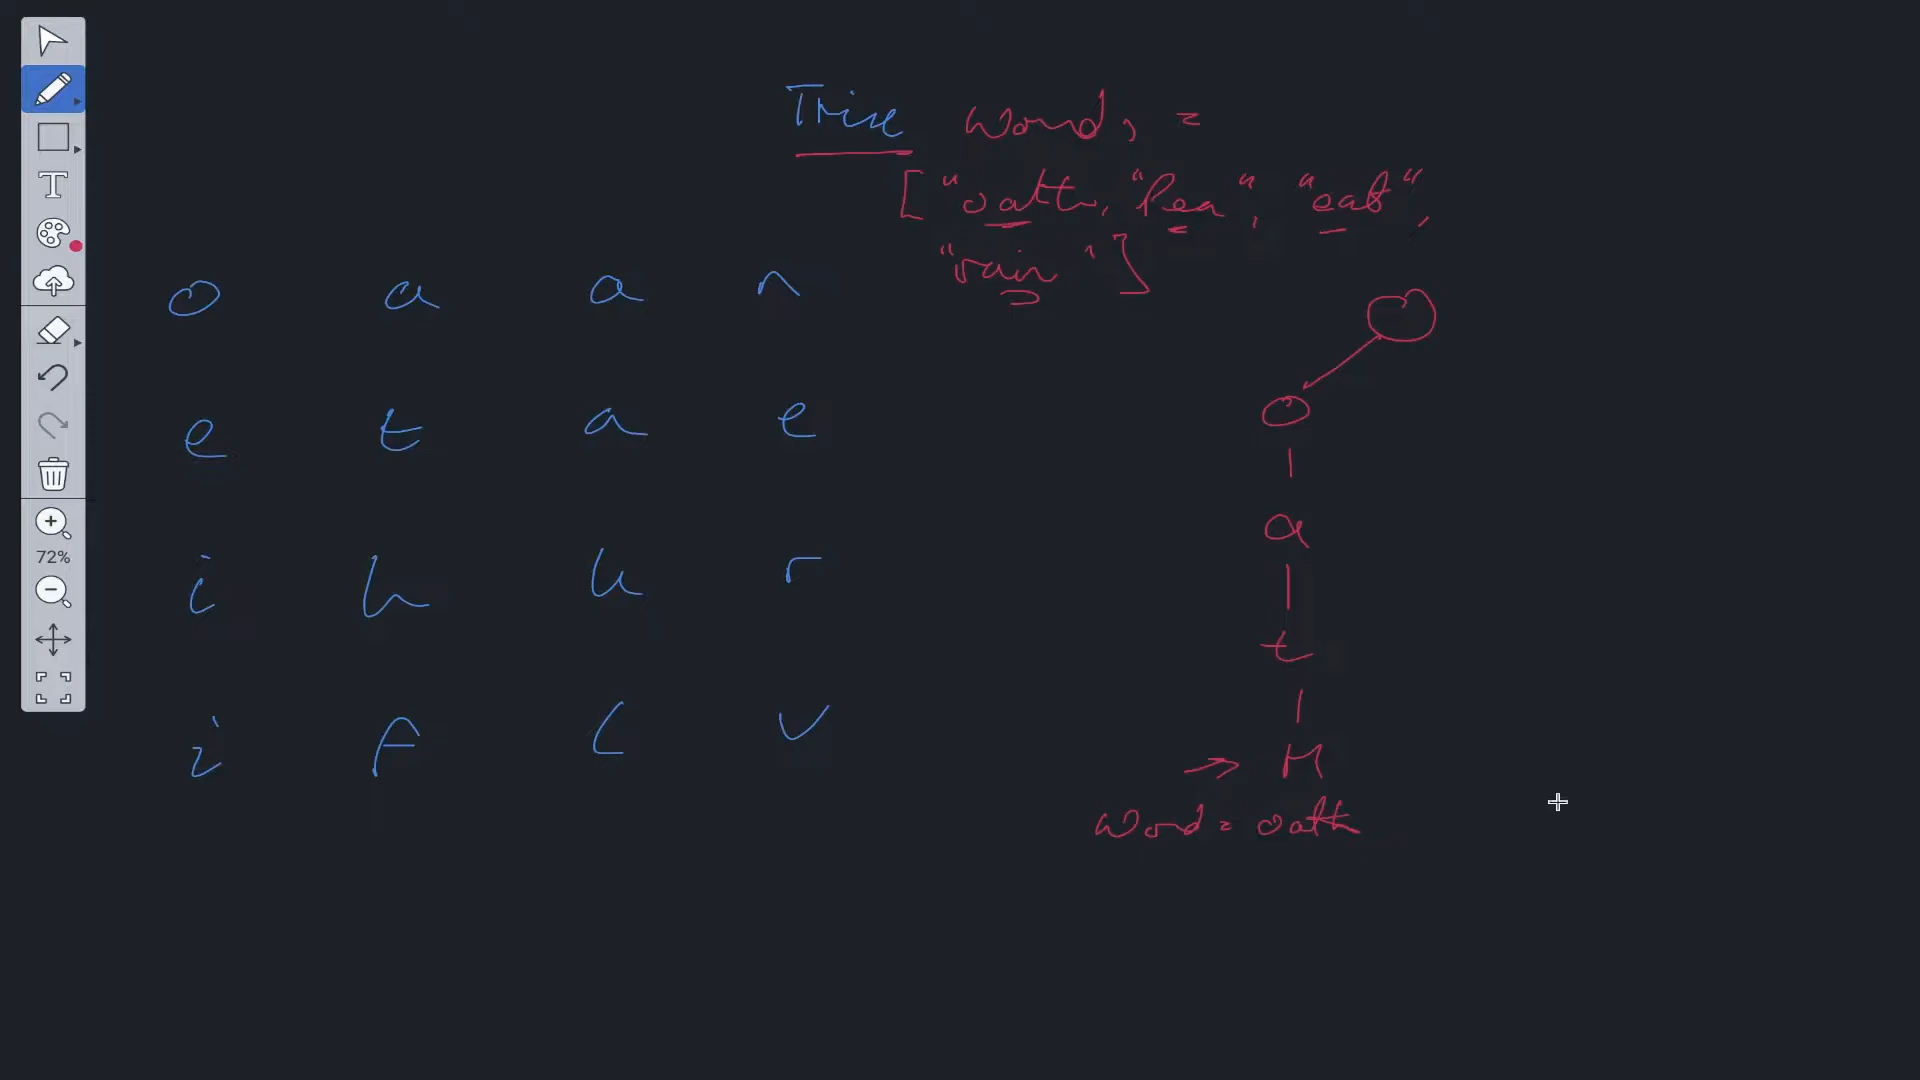 Trie words =
["oath, "Pea", "eat",
"rain"]
o a a n
e t a e
i h k r
i f l v
o
a
t
H
word = oath
72%
T